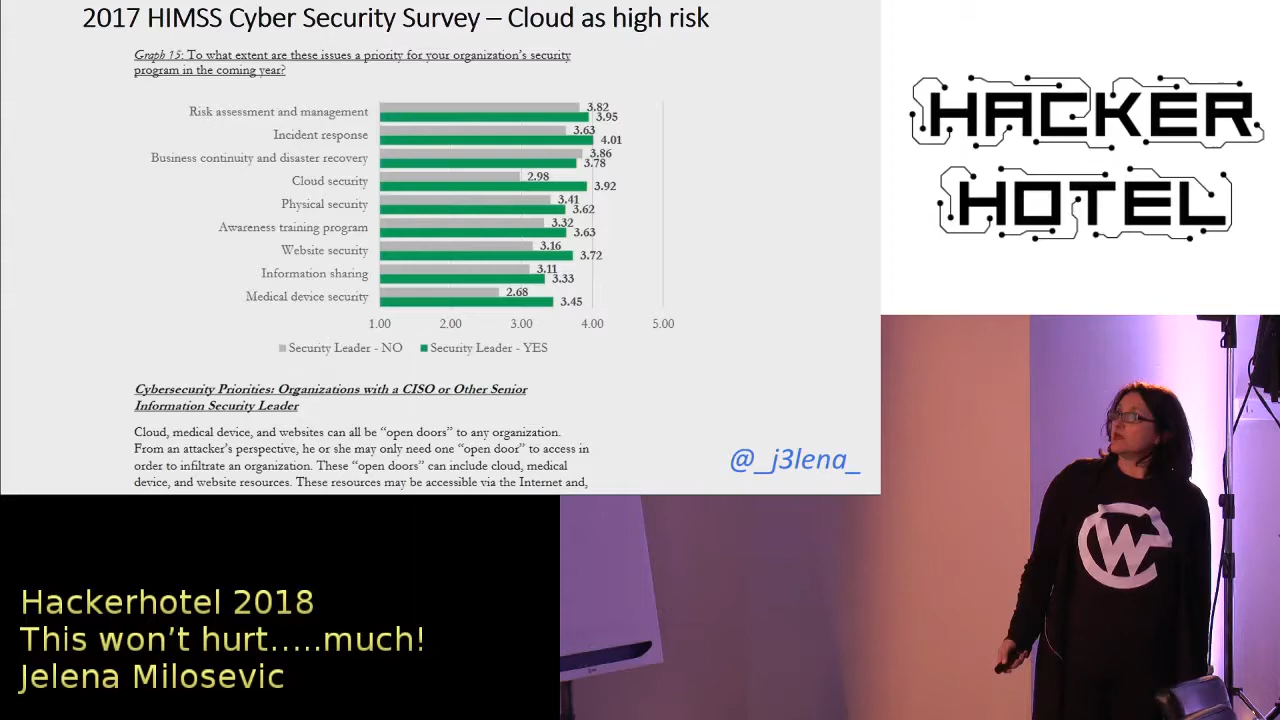 2017 HIMSS Cyber Security Survey – Cloud as high risk
Graph 15: To what extent are these issues a priority for your organization's security
program in the coming year?
Risk assessment and management 3.82 3.95
Incident response 3.63 4.01
Business continuity and disaster recovery 3.86 3.78
Cloud security 2.98 3.92
Physical security 3.41 3.62
Awareness training program 3.32 3.63
Website security 3.16 3.72
Information sharing 3.11 3.33
Medical device security 2.68 3.45
1.00 2.00 3.00 4.00 5.00
Security Leader - NO Security Leader - YES
Cybersecurity Priorities: Organizations with a CISO or Other Senior
Information Security Leader
Cloud, medical device, and websites can all be “open doors” to any organization.
From an attacker's perspective, he or she may only need one “open door” to access in
order to infiltrate an organization. These “open doors” can include cloud, medical
device, and website resources. These resources may be accessible via the Internet and,
@_j3lena_
HACKER
HOTEL
W
Hackerhotel 2018
This won't hurt.....much!
Jelena Milosevic